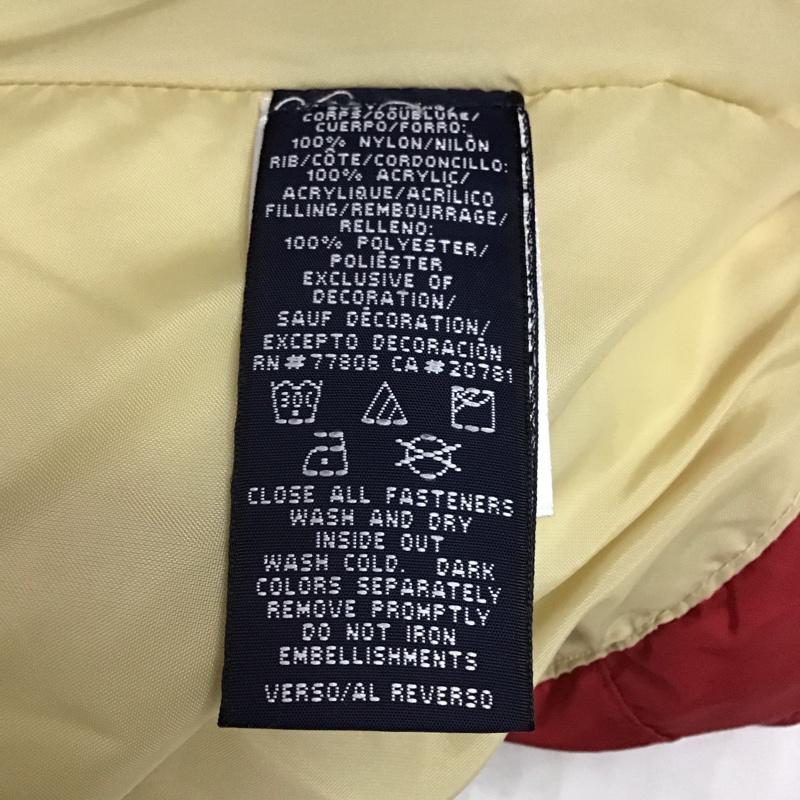 CORPS/DOUBLURE/
CUERPO/FORRO:
100% NYLON/NILÓN
RIB/CÔTE/CORDONCILLO:
100% ACRYLIC/
ACRYLIQUE/ACRÍLICO
FILLING/REMBOURRAGE/
RELLENO:
100% POLYESTER/
POLIÉSTER
EXCLUSIVE OF
DECORATION/
SAUF DÉCORATION/
EXCEPTO DECORACIÓN
RN#77806 CA#20781
30C
CLOSE ALL FASTENERS
WASH AND DRY
INSIDE OUT
WASH COLD. DARK
COLORS SEPARATELY
REMOVE PROMPTLY
DO NOT IRON
EMBELLISHMENTS
VERSO/AL REVERSO